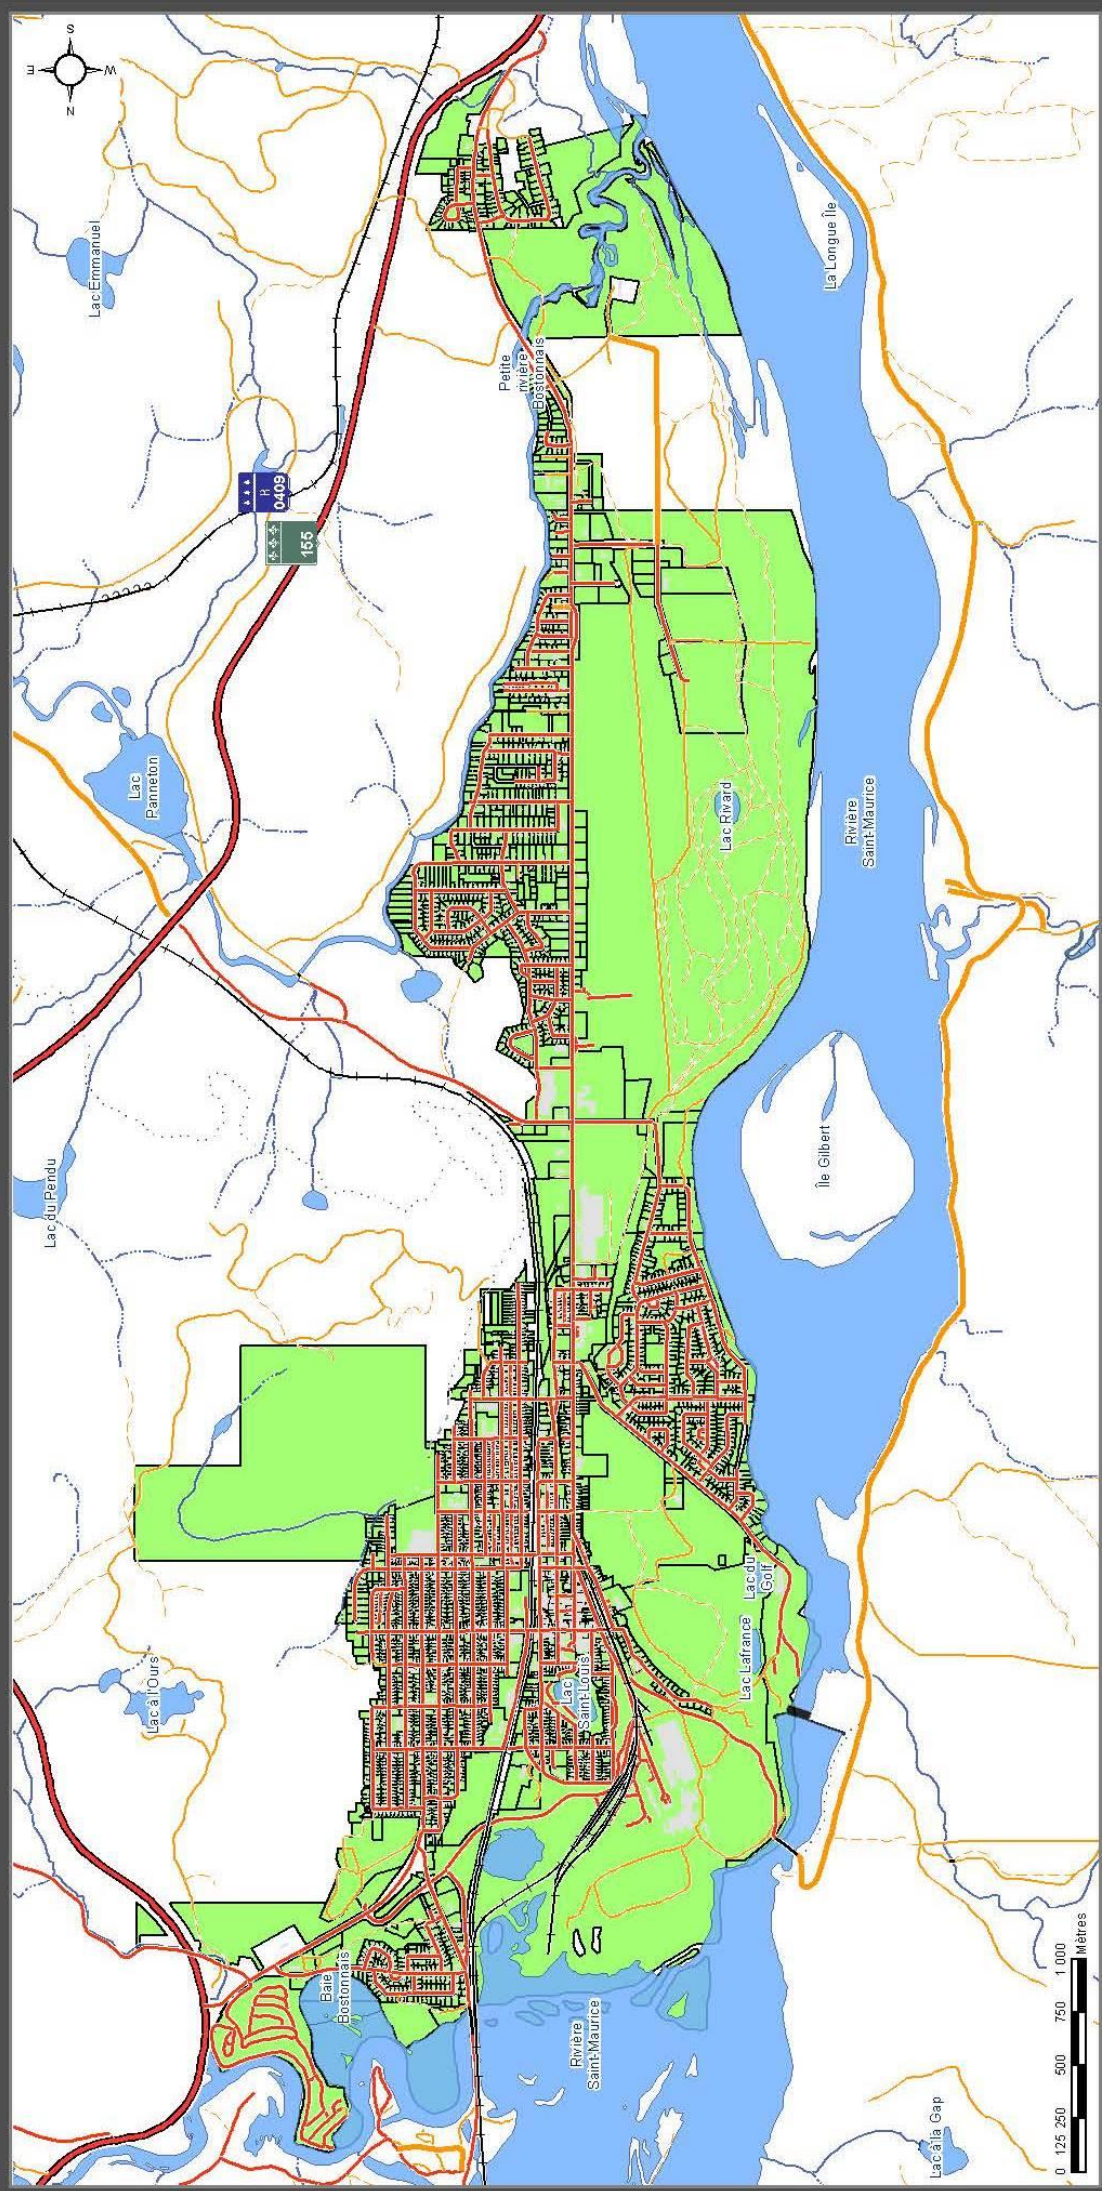 S
E
W
N
Lac Emmanuel
La Longue Île
Petite
rivière
Bostonnais
R
0409
155
Lac
Panneton
Lac Rivard
Rivière
Saint-Maurice
Lac du Pendu
Île Gilbert
Lac du
Golf
Lac Lafrance
Lac à l'Ours
Lac
Saint-Louis
Baie
Bostonnais
Rivière
Saint-Maurice
Lac à la Gap
0 125 250 500 750 1 000
Mètres